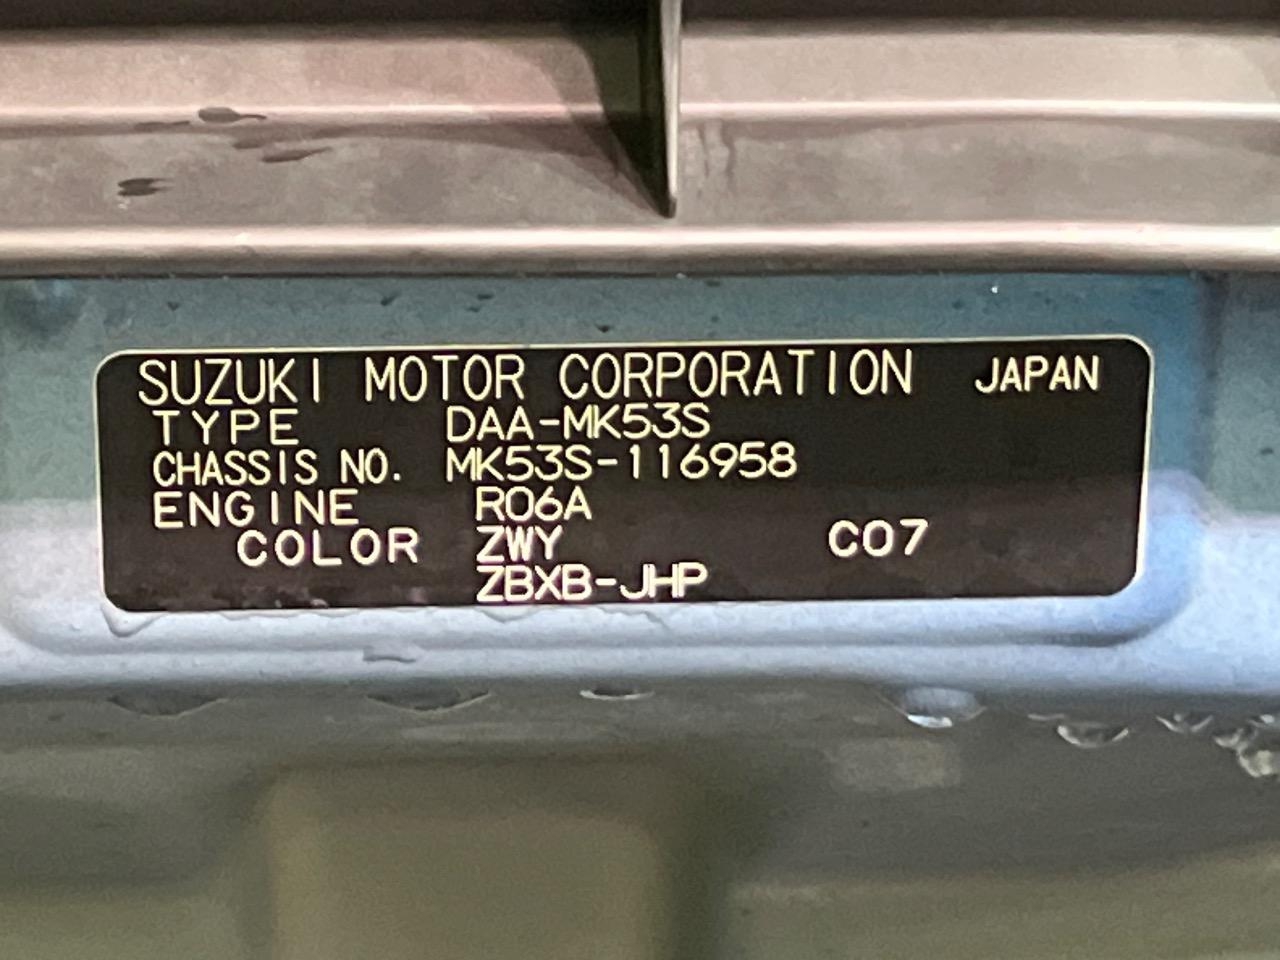 SUZUKI MOTOR CORPORATION JAPAN
TYPE DAA-MK53S
CHASSIS NO. MK53S-116958
ENGINE R06A
COLOR ZWY C07
ZBXB-JHP